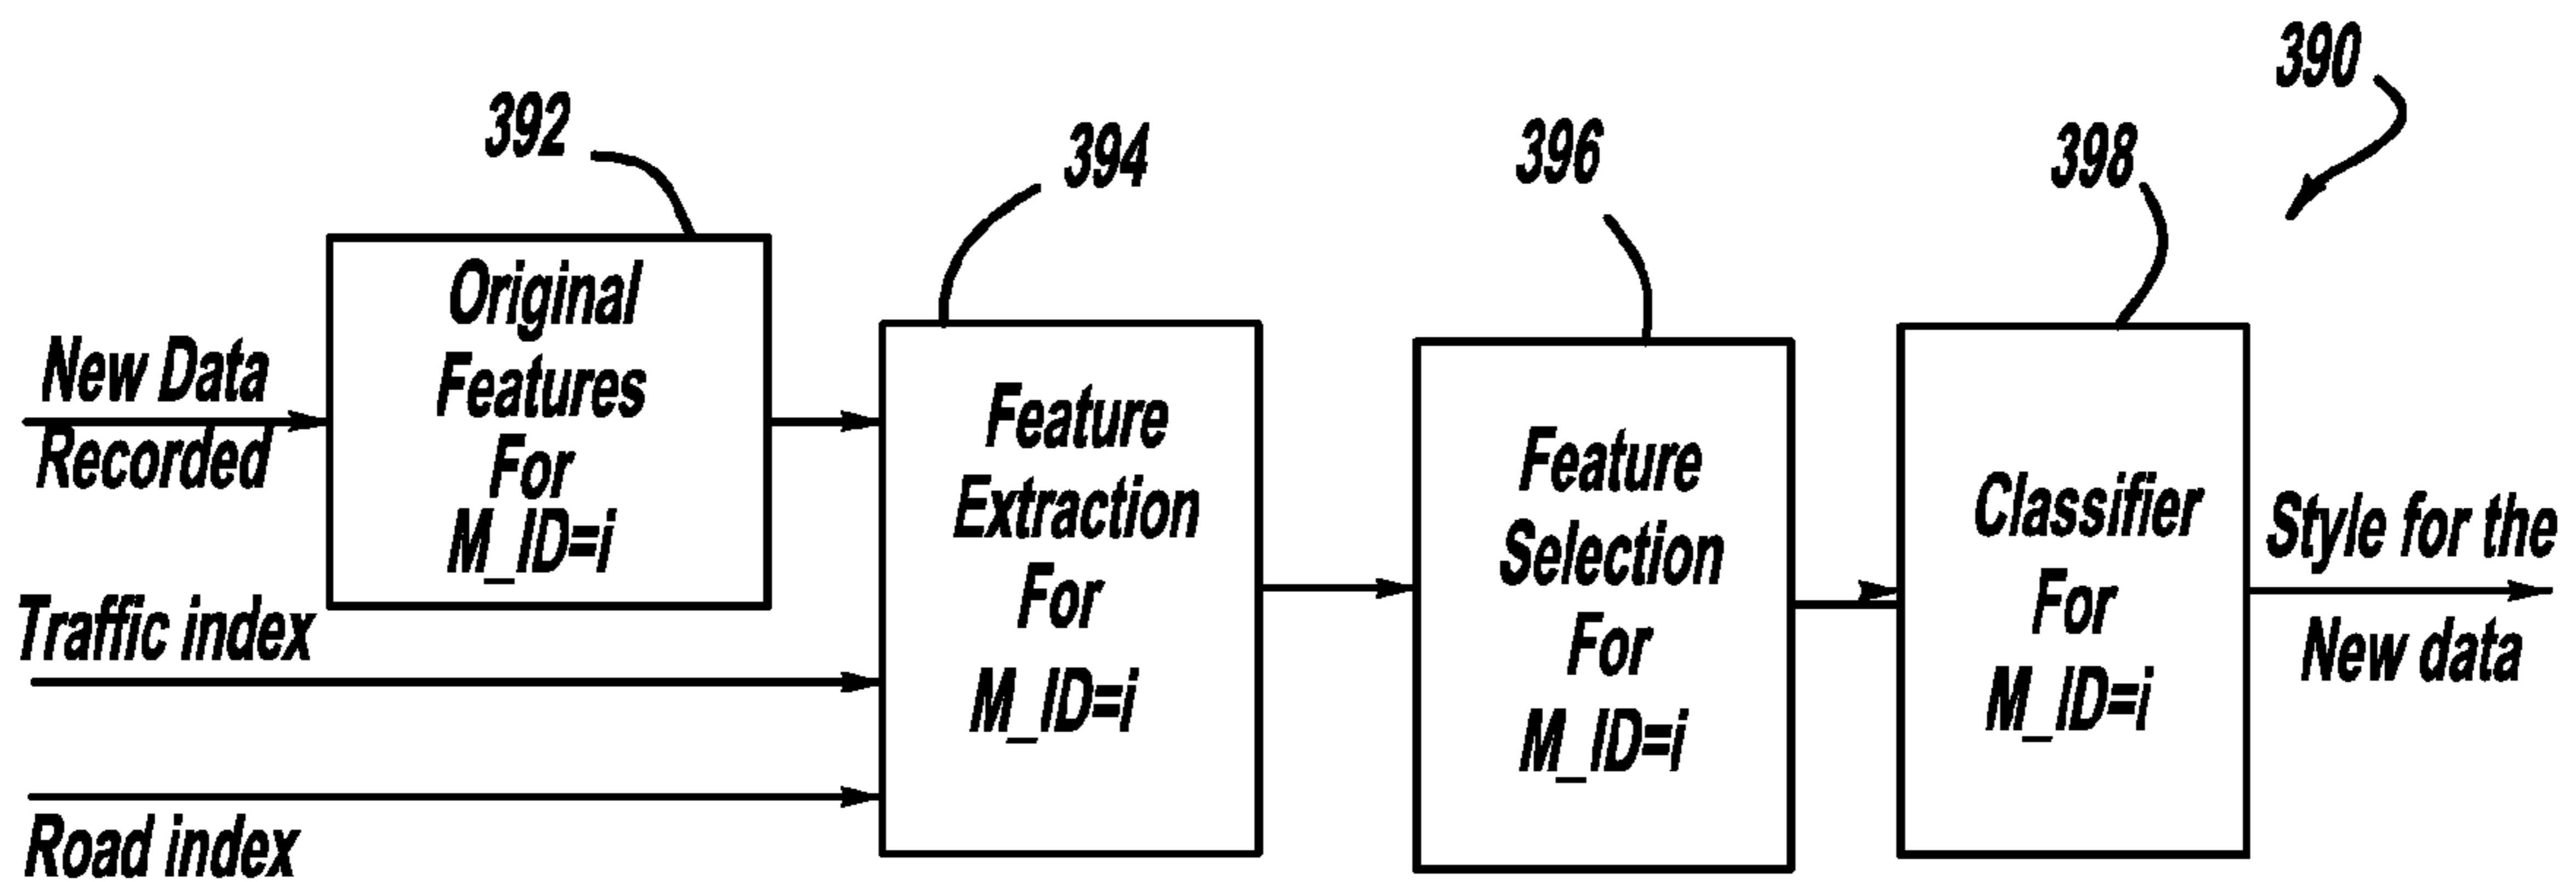 390
392
394
396
398
New Data
Recorded
Original
Features
For
M_ID=i
Traffic index
Road index
Feature
Extraction
For
M_ID=i
Feature
Selection
For
M_ID=i
Classifier
For
M_ID=i
Style for the
New data